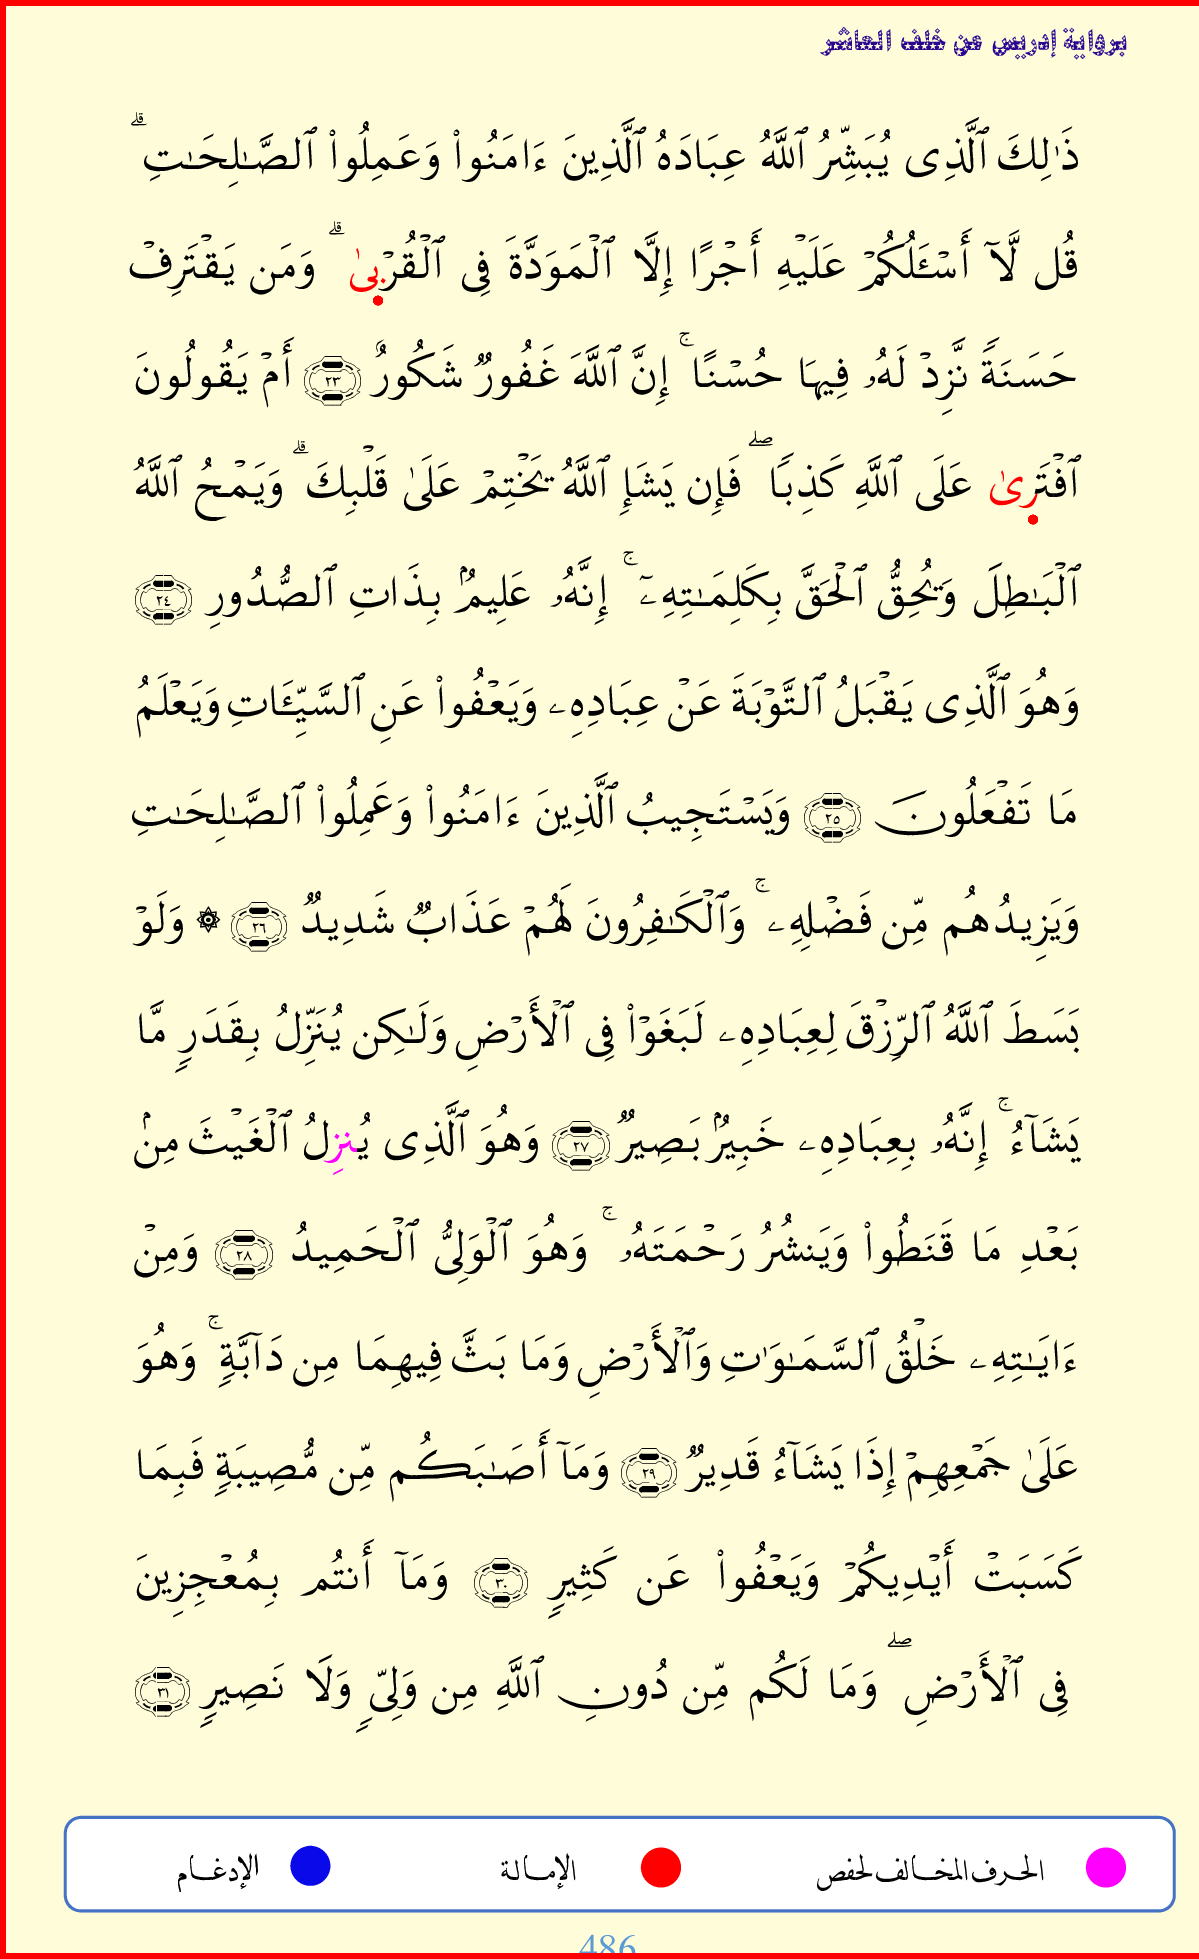 برواية إدريس عن خلف العاشر
ذَٰلِكَ ٱلَّذِى يُبَشِّرُ ٱللَّهُ عِبَادَهُ ٱلَّذِينَ ءَامَنُوا۟ وَعَمِلُوا۟ ٱلصَّـٰلِحَـٰتِ ۗ
قُل لَّآ أَسْـَٔلُكُمْ عَلَيْهِ أَجْرًا إِلَّا ٱلْمَوَدَّةَ فِى ٱلْقُرْبىٰ ۗ وَمَن يَقْتَرِفْ
حَسَنَةً نَّزِدْ لَهُۥ فِيهَا حُسْنًا ۚ إِنَّ ٱللَّهَ غَفُورٌ شَكُورٌ ٢٣ أَمْ يَقُولُونَ
ٱفْتَرِىٰ عَلَى ٱللَّهِ كَذِبًا ۖ فَإِن يَشَإِ ٱللَّهُ يَخْتِمْ عَلَىٰ قَلْبِكَ ۗ وَيَمْحُ ٱللَّهُ
ٱلْبَـٰطِلَ وَيُحِقُّ ٱلْحَقَّ بِكَلِمَـٰتِهِۦٓ ۚ إِنَّهُۥ عَلِيمٌۢ بِذَاتِ ٱلصُّدُورِ ٢٤
وَهُوَ ٱلَّذِى يَقْبَلُ ٱلتَّوْبَةَ عَنْ عِبَادِهِۦ وَيَعْفُوا۟ عَنِ ٱلسَّيِّـَٔاتِ وَيَعْلَمُ
مَا تَفْعَلُونَ ٢٥ وَيَسْتَجِيبُ ٱلَّذِينَ ءَامَنُوا۟ وَعَمِلُوا۟ ٱلصَّـٰلِحَـٰتِ
وَيَزِيدُهُم مِّن فَضْلِهِۦ ۚ وَٱلْكَـٰفِرُونَ لَهُمْ عَذَابٌ شَدِيدٌ ٢٦ ۞ وَلَوْ
بَسَطَ ٱللَّهُ ٱلرِّزْقَ لِعِبَادِهِۦ لَبَغَوْا۟ فِى ٱلْأَرْضِ وَلَـٰكِن يُنَزِّلُ بِقَدَرٍ مَّا
يَشَآءُ ۚ إِنَّهُۥ بِعِبَادِهِۦ خَبِيرٌۢ بَصِيرٌ ٢٧ وَهُوَ ٱلَّذِى يُنزِلُ ٱلْغَيْثَ مِنۢ
بَعْدِ مَا قَنَطُوا۟ وَيَنشُرُ رَحْمَتَهُۥ ۚ وَهُوَ ٱلْوَلِىُّ ٱلْحَمِيدُ ٢٨ وَمِنْ
ءَايَـٰتِهِۦ خَلْقُ ٱلسَّمَـٰوَٰتِ وَٱلْأَرْضِ وَمَا بَثَّ فِيهِمَا مِن دَآبَّةٍ ۚ وَهُوَ
عَلَىٰ جَمْعِهِمْ إِذَا يَشَآءُ قَدِيرٌ ٢٩ وَمَآ أَصَـٰبَكُم مِّن مُّصِيبَةٍ فَبِمَا
كَسَبَتْ أَيْدِيكُمْ وَيَعْفُوا۟ عَن كَثِيرٍ ٣٠ وَمَآ أَنتُم بِمُعْجِزِينَ
فِى ٱلْأَرْضِ ۖ وَمَا لَكُم مِّن دُونِ ٱللَّهِ مِن وَلِىٍّ وَلَا نَصِيرٍ ٣١
الحرف المخالف لحفص الإمالة الإدغام
486